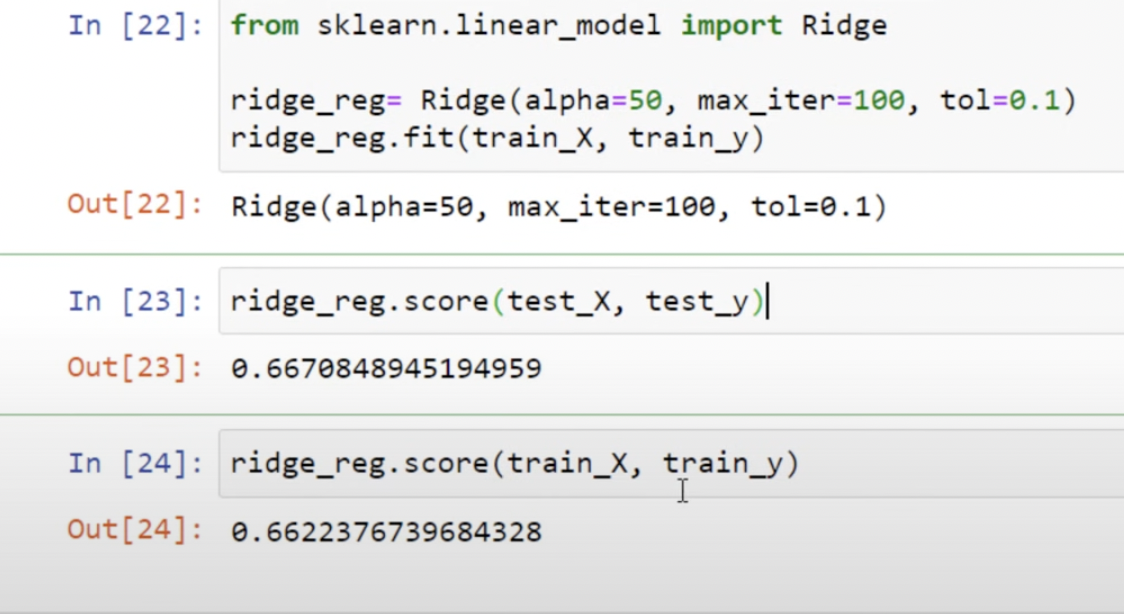 In [22]: from sklearn.linear_model import Ridge
ridge_reg= Ridge(alpha=50, max_iter=100, tol=0.1)
ridge_reg.fit(train_X, train_y)
Out[22]: Ridge(alpha=50, max_iter=100, tol=0.1)
In [23]: ridge_reg.score(test_X, test_y)
Out[23]: 0.6670848945194959
In [24]: ridge_reg.score(train_X, train_y)
Out[24]: 0.6622376739684328